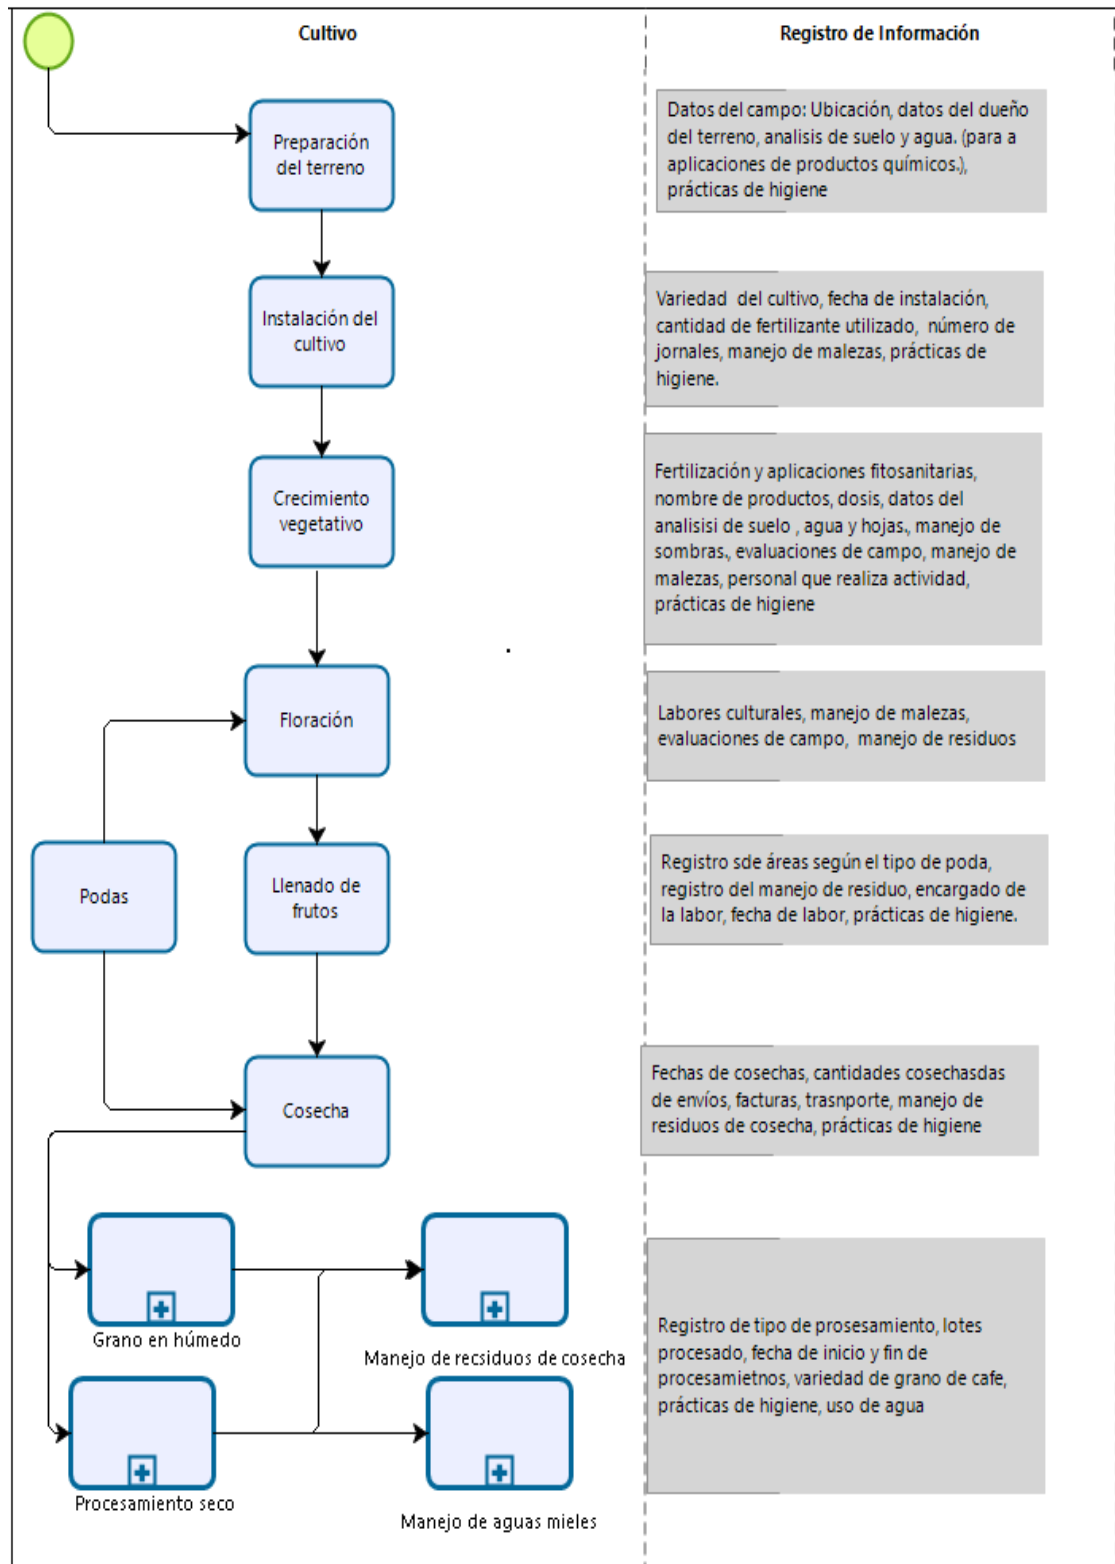 Cultivo
Registro de Información
Preparación
del terreno
Datos del campo: Ubicación, datos del dueño
del terreno, analisis de suelo y agua. (para a
aplicaciones de productos químicos.),
prácticas de higiene
Instalación del
cultivo
Variedad del cultivo, fecha de instalación,
cantidad de fertilizante utilizado, número de
jornales, manejo de malezas, prácticas de
higiene.
Crecimiento
vegetativo
Fertilización y aplicaciones fitosanitarias,
nombre de productos, dosis, datos del
analisisi de suelo , agua y hojas., manejo de
sombras., evaluaciones de campo, manejo de
malezas, personal que realiza actividad,
prácticas de higiene
Floración
Labores culturales, manejo de malezas,
evaluaciones de campo, manejo de residuos
Podas
Llenado de
frutos
Registro sde áreas según el tipo de poda,
registro del manejo de residuo, encargado de
la labor, fecha de labor, prácticas de higiene.
Cosecha
Fechas de cosechas, cantidades cosechasdas
de envíos, facturas, trasnporte, manejo de
residuos de cosecha, prácticas de higiene
Grano en húmedo
Manejo de recsiduos de cosecha
Registro de tipo de prosesamiento, lotes
procesado, fecha de inicio y fin de
procesamietnos, variedad de grano de cafe,
prácticas de higiene, uso de agua
Procesamiento seco
Manejo de aguas mieles